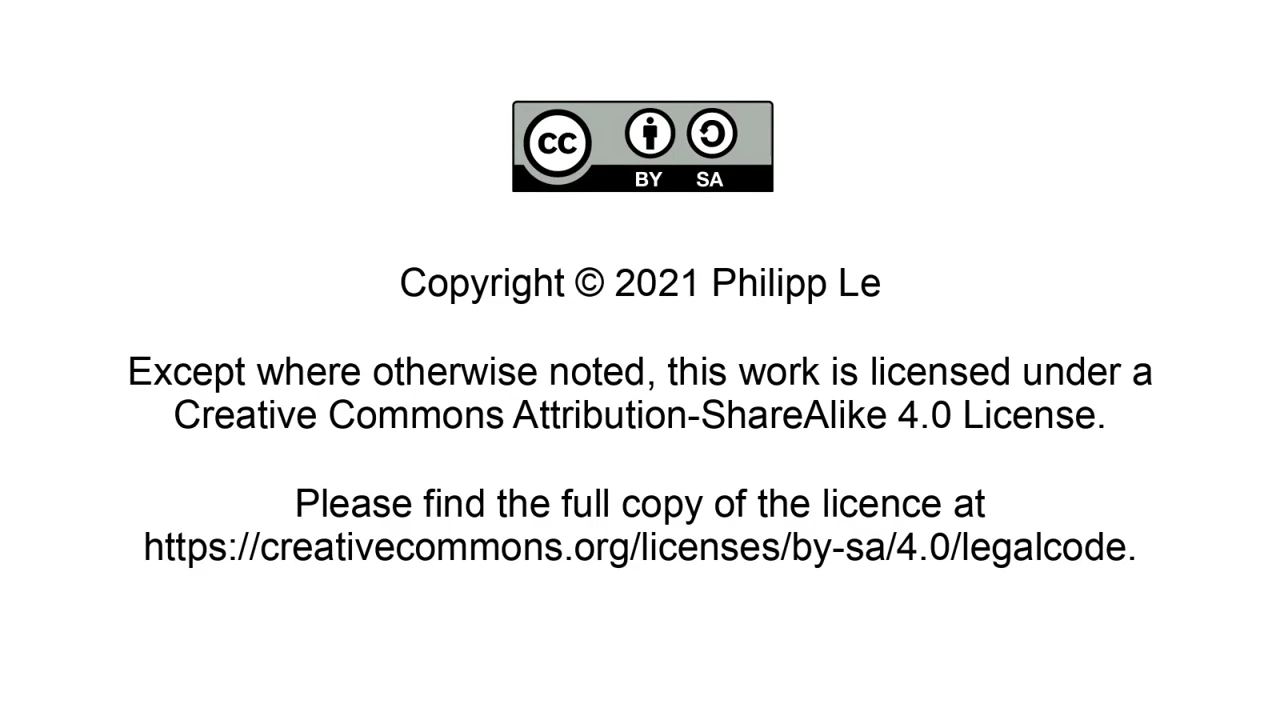 cc
BY SA
Copyright © 2021 Philipp Le
Except where otherwise noted, this work is licensed under a
Creative Commons Attribution-ShareAlike 4.0 License.
Please find the full copy of the licence at
https://creativecommons.org/licenses/by-sa/4.0/legalcode.